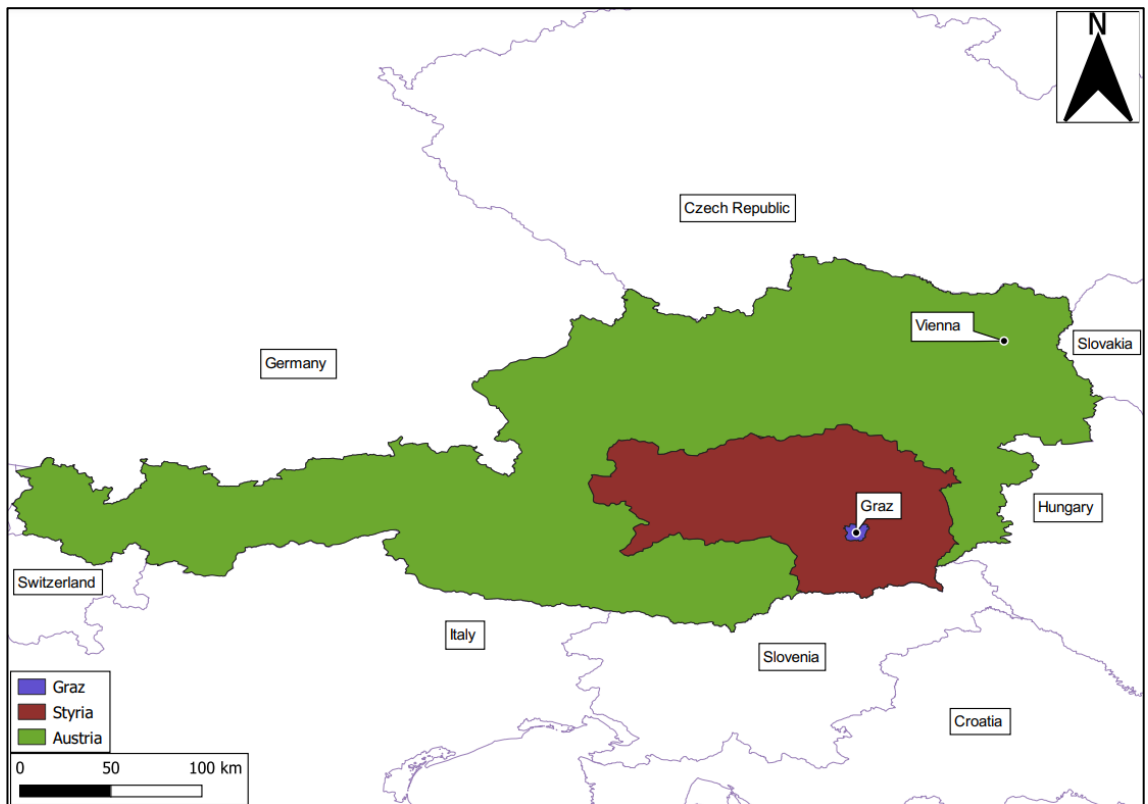 N
Czech Republic
Vienna
Slovakia
Germany
Graz
Hungary
Switzerland
Italy
Slovenia
Croatia
Graz
Styria
Austria
0 50 100 km